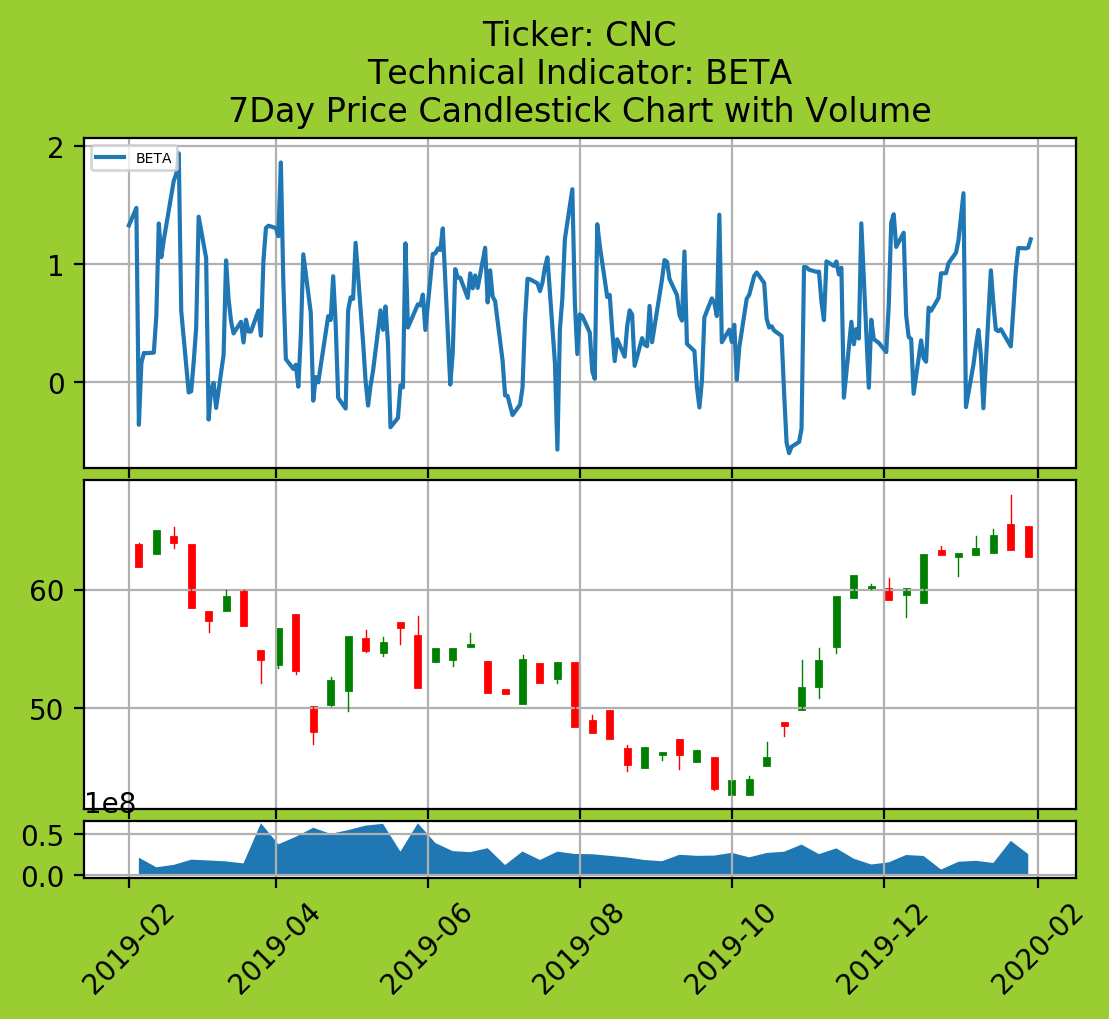 Ticker: CNC
Technical Indicator: BETA
7Day Price Candlestick Chart with Volume
BETA
2
1
0
60
50
1e8
0.5
0.0
2019-02
2019-04
2019-06
2019-08
2019-10
2019-12
2020-02